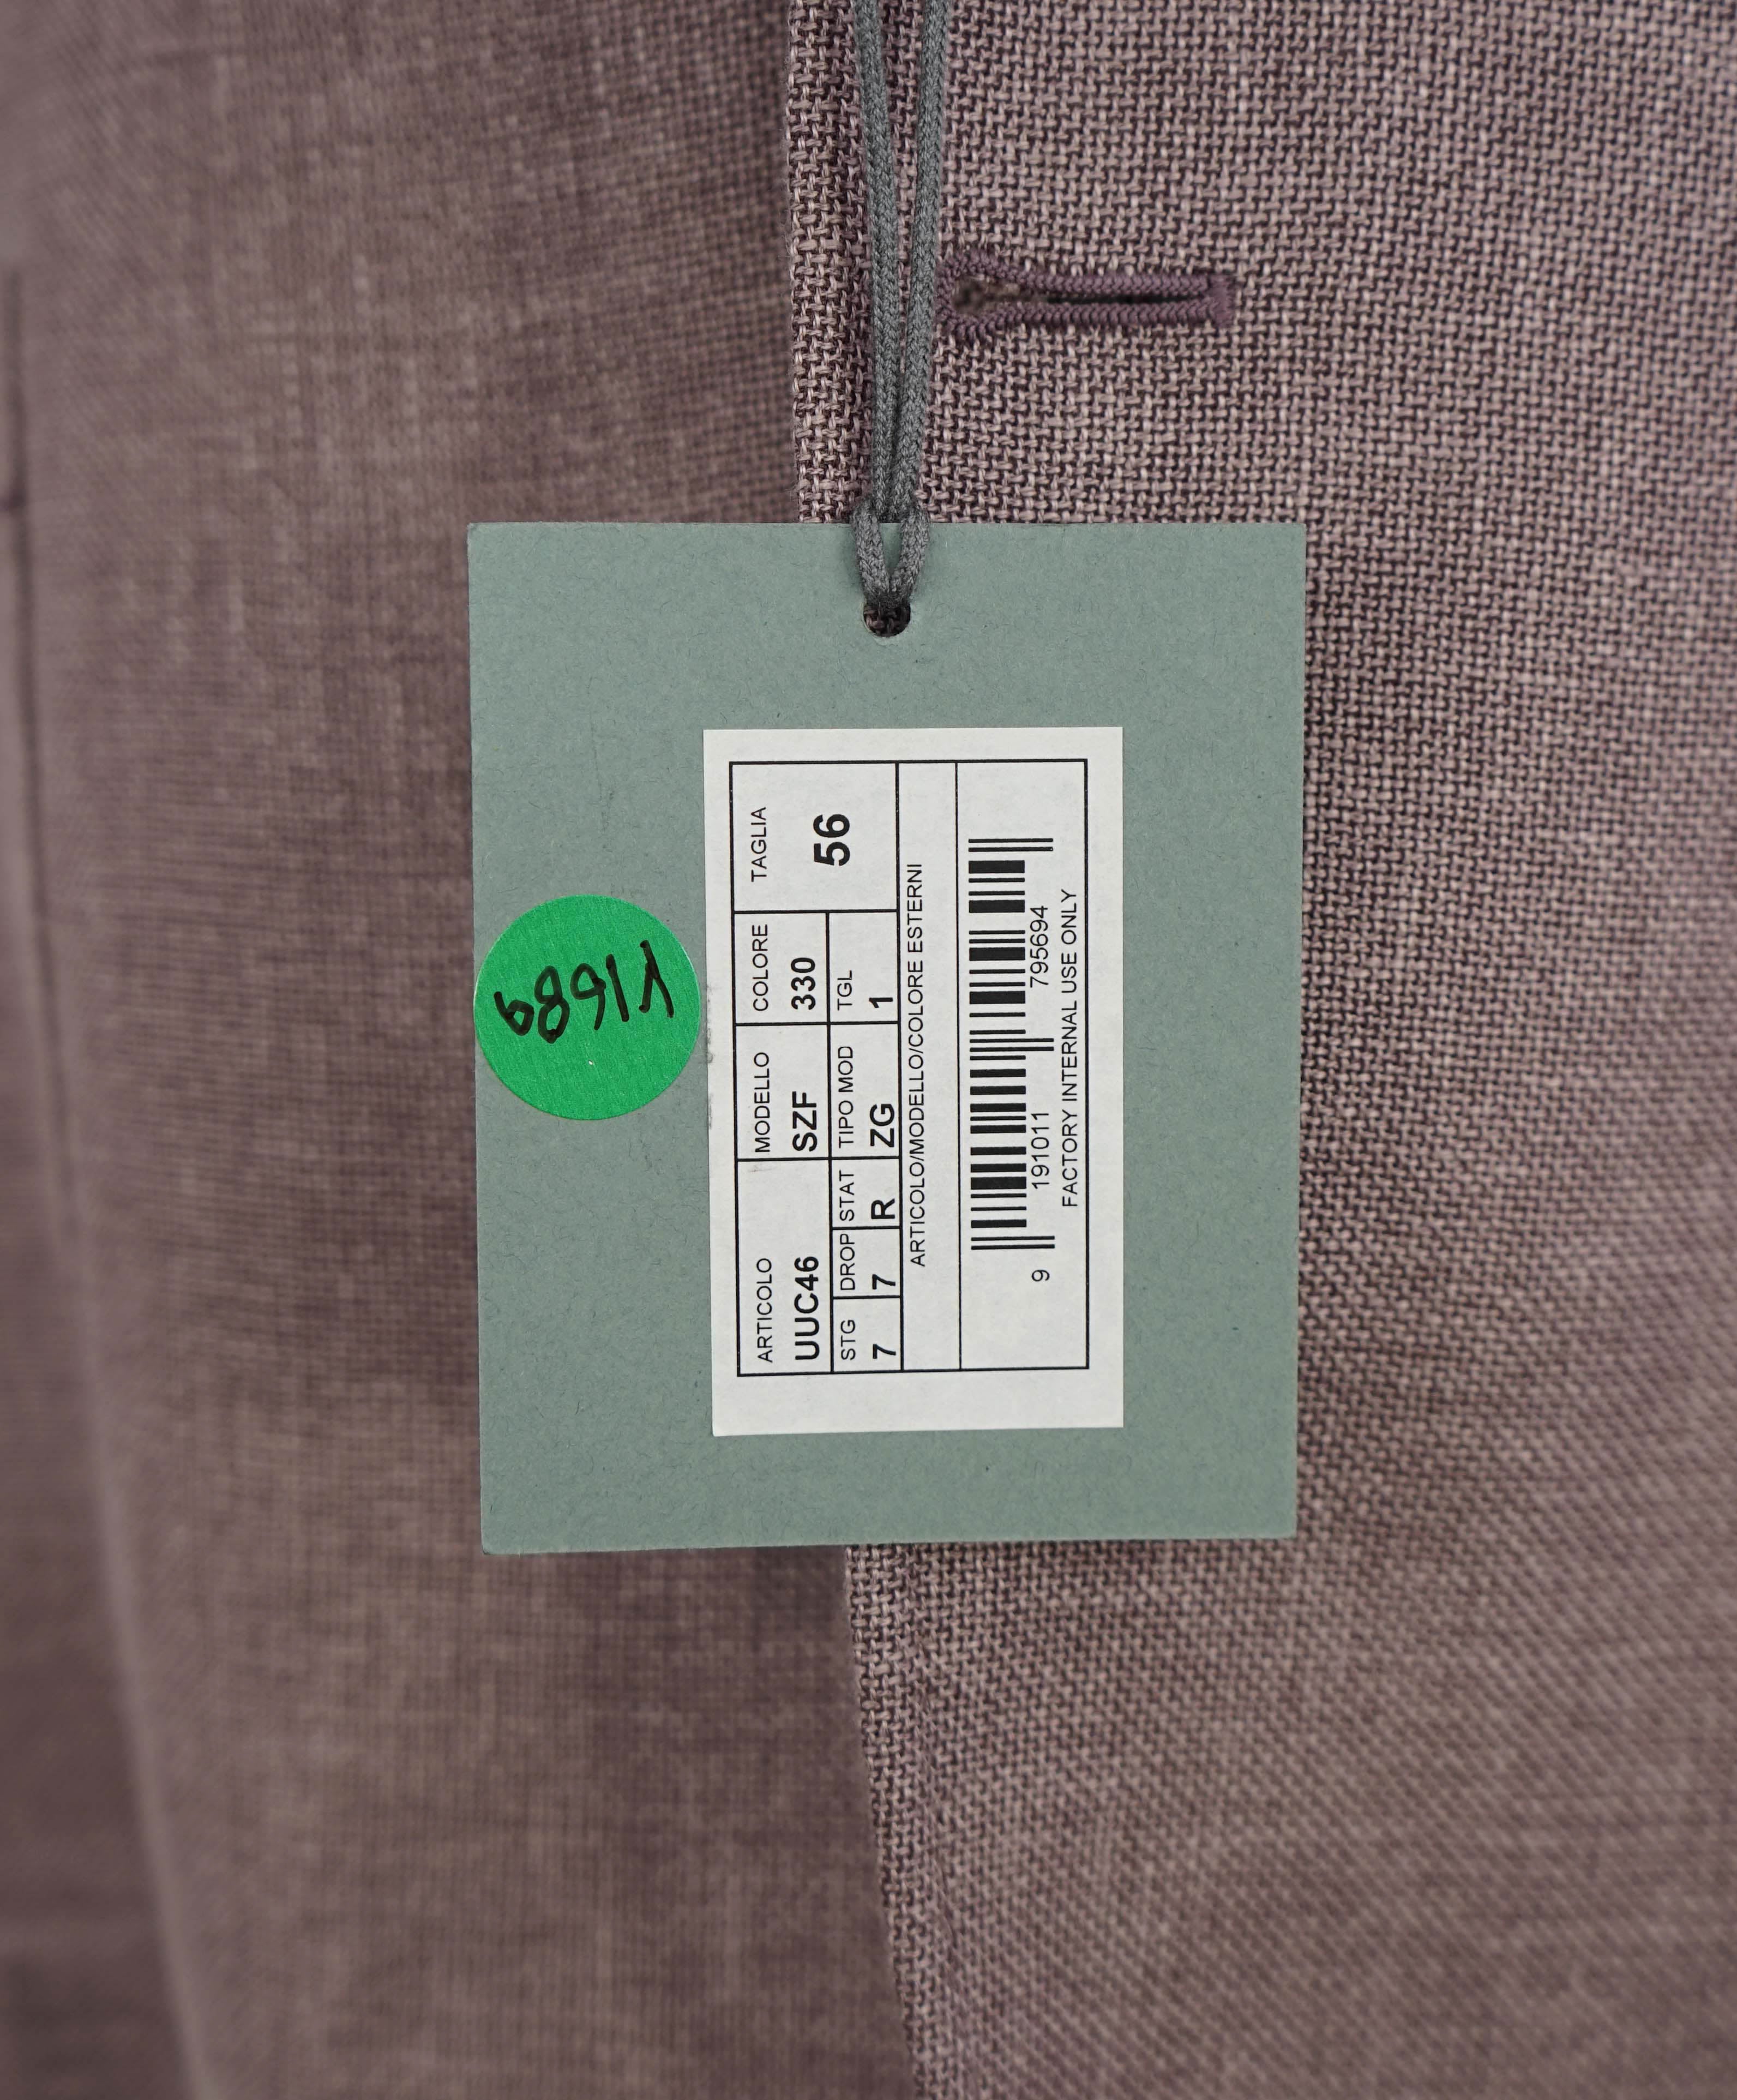 Y1689
ARTICOLO MODELLO COLORE TAGLIA
UUC46 SZF 330 56
STG DROP STAT TIPO MOD TGL
7 7 R ZG 1
ARTICOLO/MODELLO/COLORE ESTERNI
9 191011 795694
FACTORY INTERNAL USE ONLY